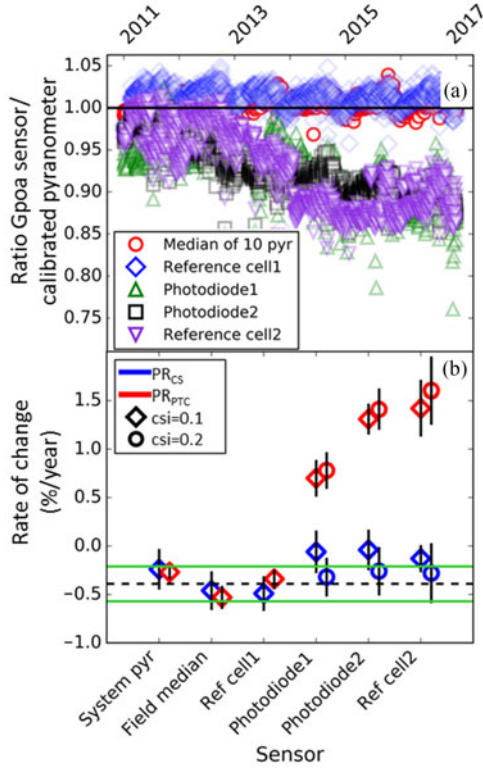 2011 2013 2015 2017
(a)
Ratio Gpoa sensor/
calibrated pyranometer
1.05
1.00
0.95
0.90
0.85
0.80
0.75
Median of 10 pyr
Reference cell1
Photodiode1
Photodiode2
Reference cell2
(b)
Rate of change
(%/year)
1.5
1.0
0.5
0.0
−0.5
−1.0
PRCS
PRPTC
csi=0.1
csi=0.2
System pyr
Field median
Ref cell1
Photodiode1
Photodiode2
Ref cell2
Sensor